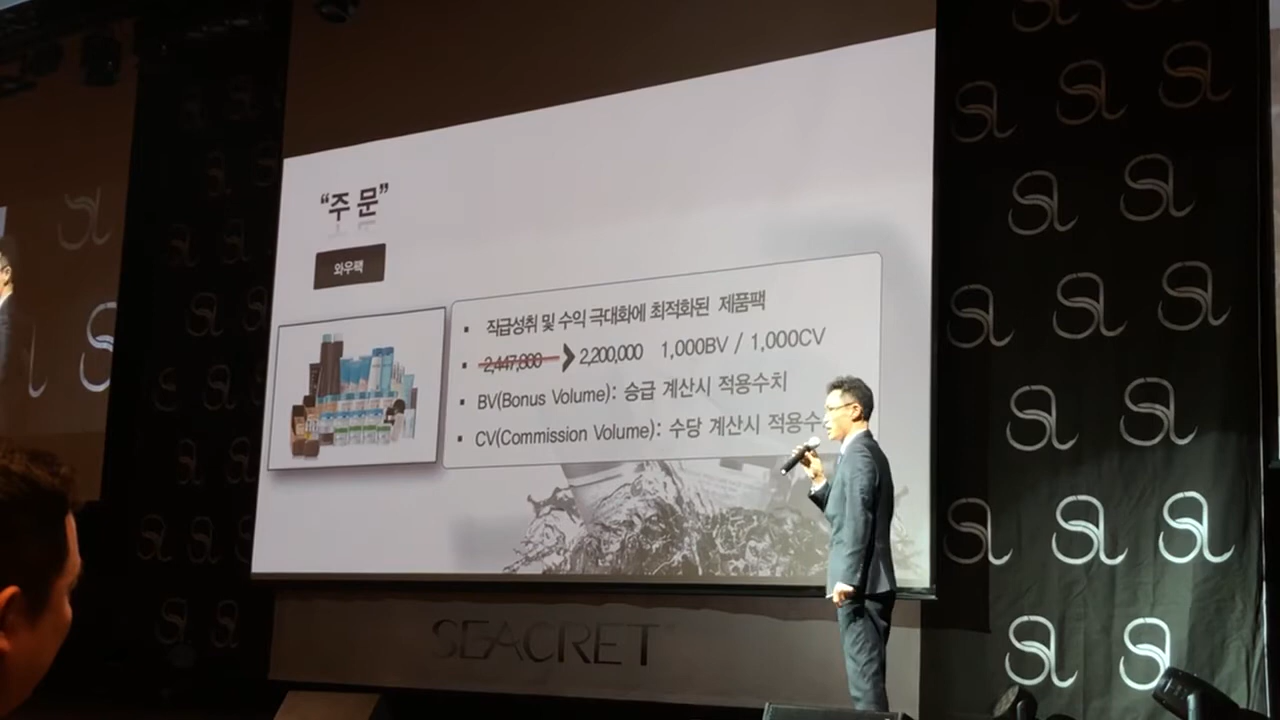 “주 문”
와우팩
▪ 직급성취 및 수익 극대화에 최적화된 제품팩
▪ 2,447,800 2,200,000 1,000BV / 1,000CV
▪ BV(Bonus Volume): 승급 계산시 적용수치
▪ CV(Commission Volume): 수당 계산시 적용수
SEACRET